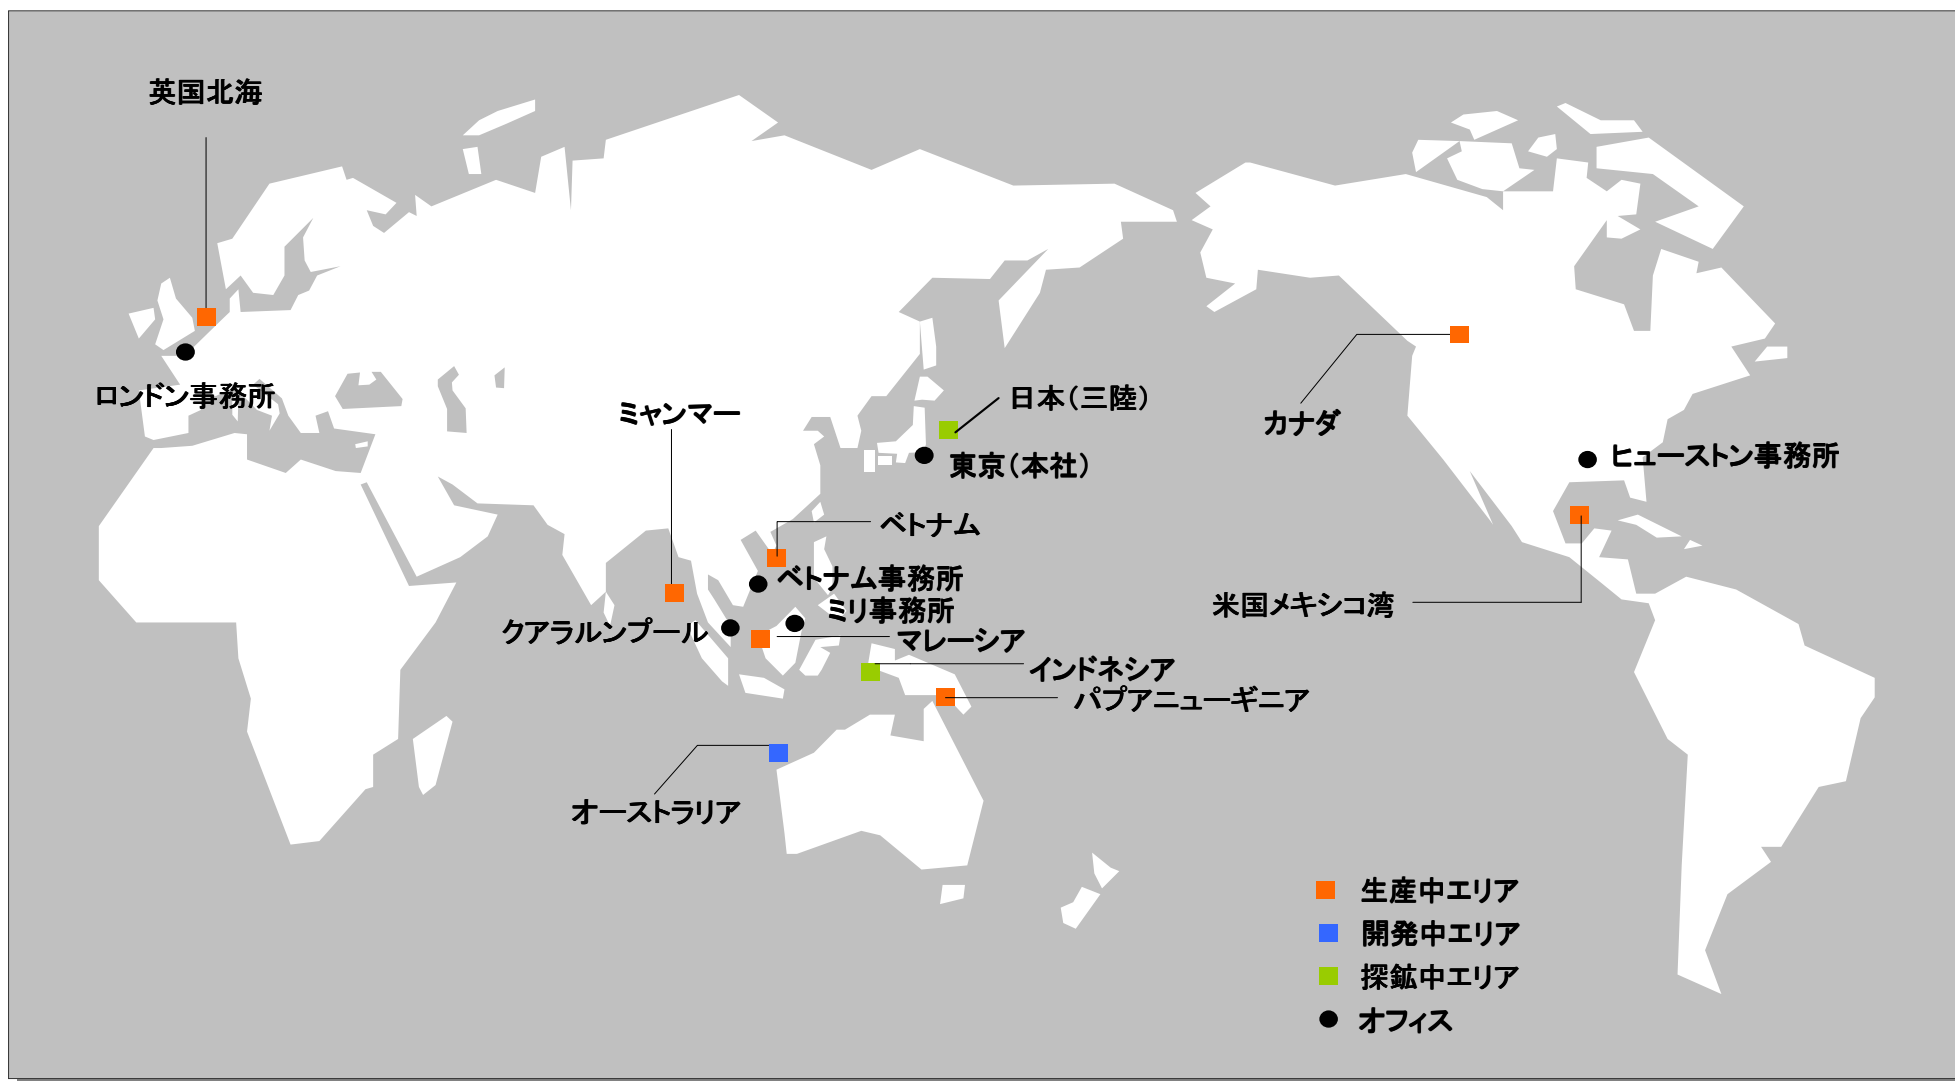 英国北海
ロンドン事務所
ミャンマー
日本（三陸）
東京（本社）
カナダ
ヒューストン事務所
ベトナム
ベトナム事務所
ミリ事務所
クアラルンプール
マレーシア
米国メキシコ湾
インドネシア
パプアニューギニア
オーストラリア
生産中エリア
開発中エリア
探鉱中エリア
オフィス